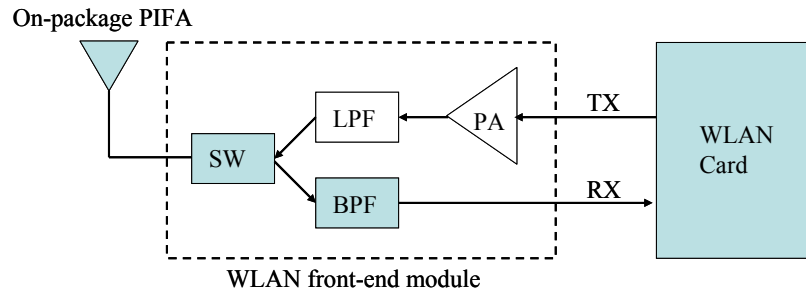 On-package PIFA
LPF
PA
TX
WLAN
Card
SW
BPF
RX
WLAN front-end module